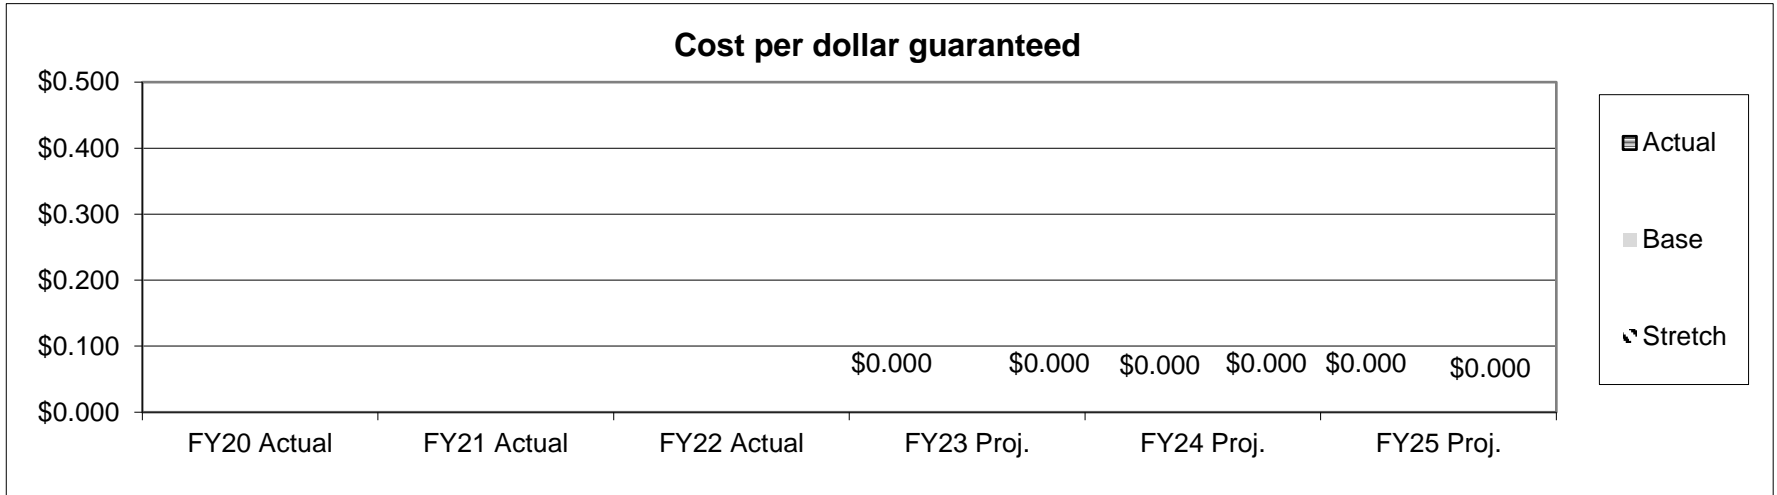 Cost per dollar guaranteed
$0.500
$0.400
$0.300
$0.200
$0.100
$0.000
$0.000 $0.000 $0.000 $0.000 $0.000 $0.000
FY20 Actual FY21 Actual FY22 Actual FY23 Proj. FY24 Proj. FY25 Proj.
Actual
Base
Stretch